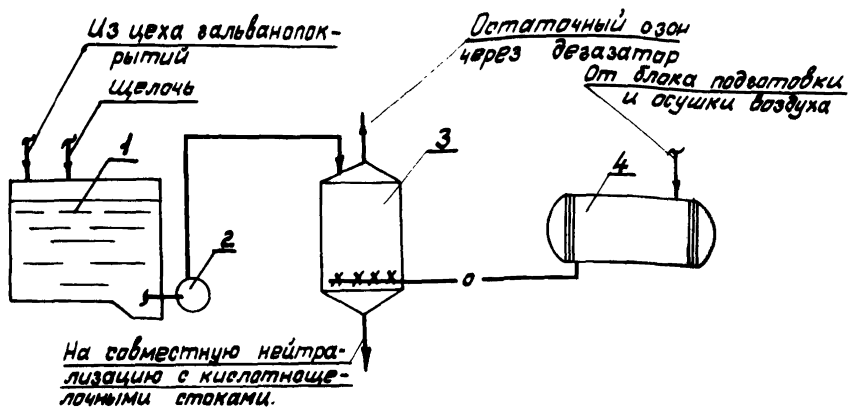 Из цеха гальванопок-
рытий
Щелочь
Остаточный озон
через дегазатор
От блока подготовки
и осушки воздуха
1
2
3
4
На совместную нейтра-
лизацию с кислотноще-
лочными стоками.